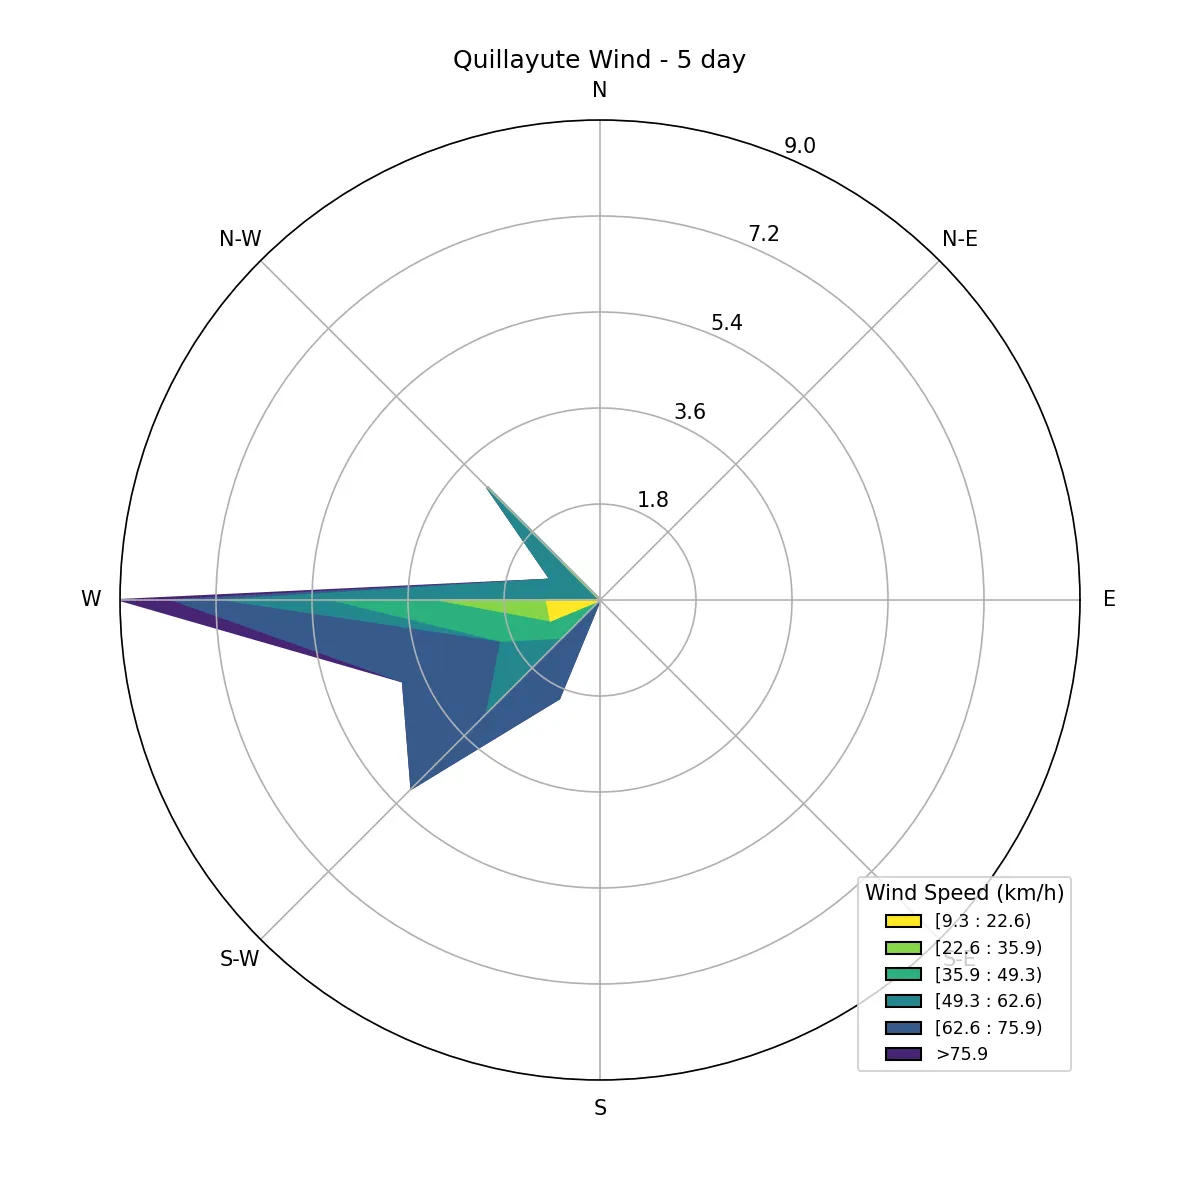 Quillayute Wind - 5 day
N
9.0
7.2
N-W
N-E
5.4
3.6
1.8
W
E
Wind Speed (km/h)
[9.3 : 22.6)
[22.6 : 35.9)
S-W
S-E
[35.9 : 49.3)
[49.3 : 62.6)
[62.6 : 75.9)
>75.9
S